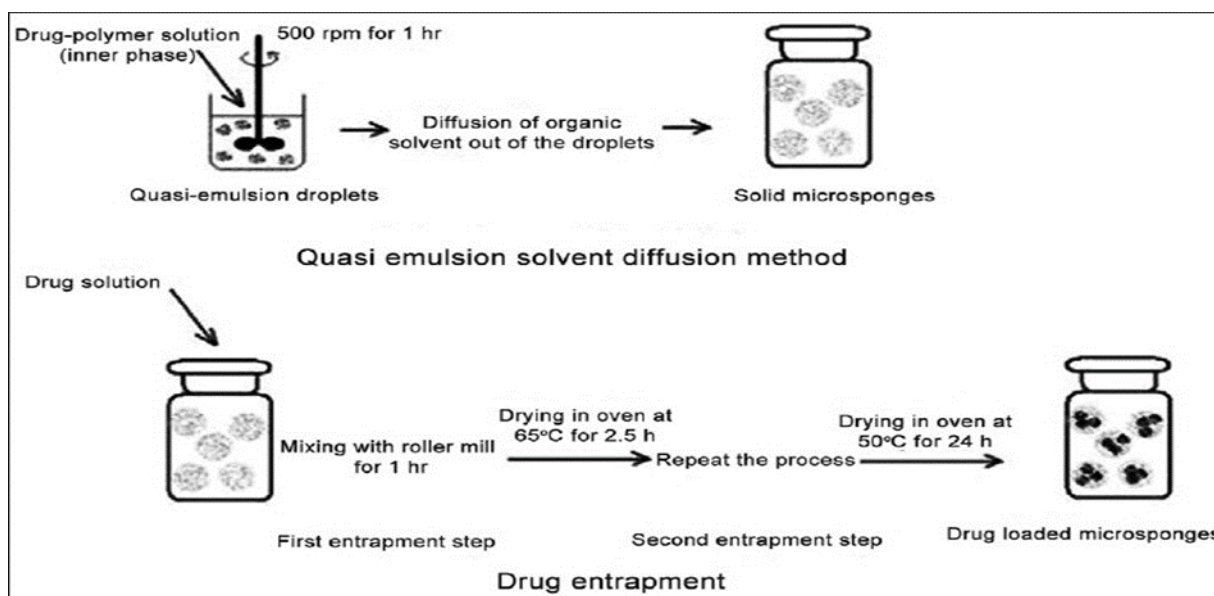 Drug-polymer solution
(inner phase)
500 rpm for 1 hr
Diffusion of organic
solvent out of the droplets
Quasi-emulsion droplets
Solid microsponges
Quasi emulsion solvent diffusion method
Drug solution
Mixing with roller mill
for 1 hr
Drying in oven at
65°C for 2.5 h
Repeat the process
Drying in oven at
50°C for 24 h
First entrapment step
Second entrapment step
Drug loaded microsponges
Drug entrapment